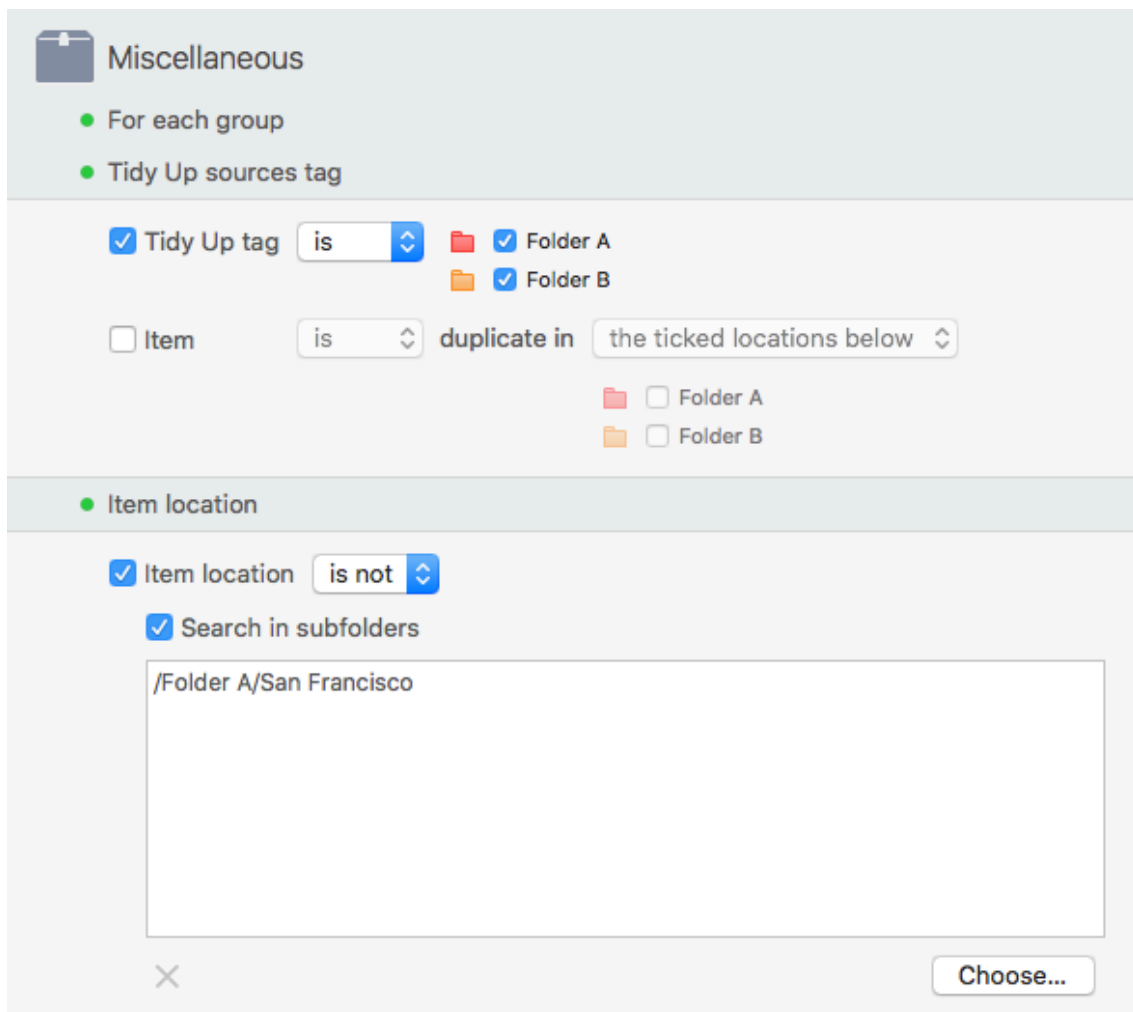 Miscellaneous
For each group
Tidy Up sources tag
Tidy Up tag is Folder A
Folder B
Item is duplicate in the ticked locations below
Folder A
Folder B
Item location
Item location is not
Search in subfolders
/Folder A/San Francisco
Choose...